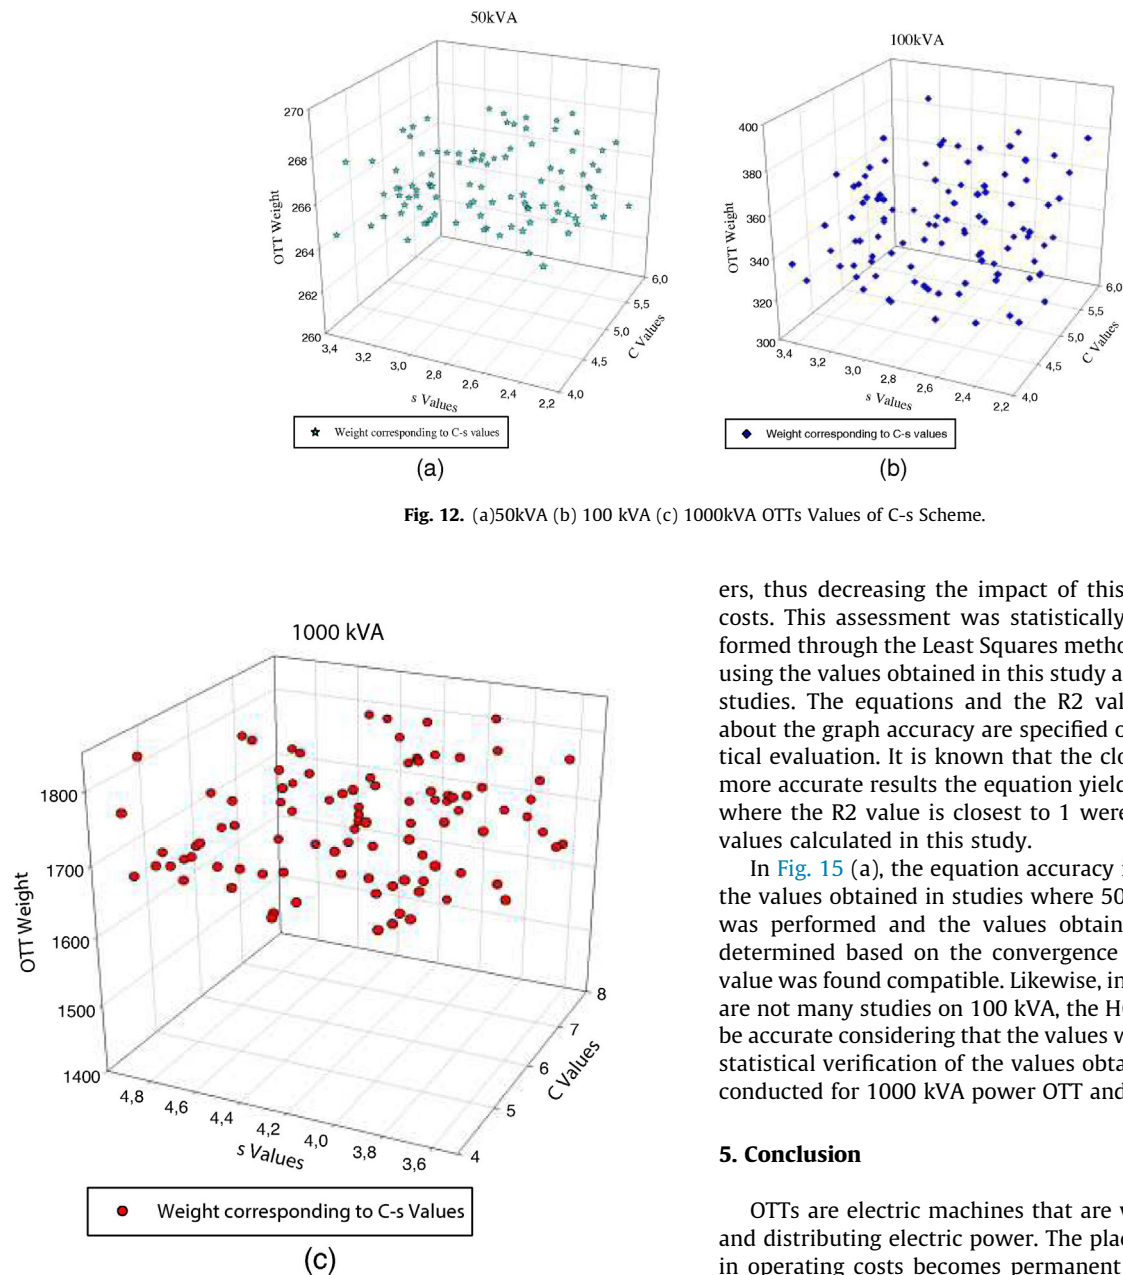 50kVA
270
268
266
264
262
260
OTT Weight
3,4
3,2
3,0
2,8
2,6
2,4
2,2
s Values
4,0
4,5
5,0
5,5
6,0
C Values
Weight corresponding to C-s values
(a)
100kVA
400
380
360
340
320
300
OTT Weight
3,4
3,2
3,0
2,8
2,6
2,4
2,2
s Values
4,0
4,5
5,0
5,5
6,0
C Values
Weight corresponding to C-s values
(b)
Fig. 12. (a)50kVA (b) 100 kVA (c) 1000kVA OTTs Values of C-s Scheme.
1000 kVA
1800
1700
1600
1500
1400
OTT Weight
4,8
4,6
4,4
4,2
4,0
3,8
3,6
s Values
4
5
6
7
8
C Values
Weight corresponding to C-s Values
(c)
ers, thus decreasing the impact of this
costs. This assessment was statistically
formed through the Least Squares metho
using the values obtained in this study a
studies. The equations and the R2 val
about the graph accuracy are specified o
tical evaluation. It is known that the clo
more accurate results the equation yield
where the R2 value is closest to 1 were
values calculated in this study.
In Fig. 15 (a), the equation accuracy
the values obtained in studies where 50
was performed and the values obtain
determined based on the convergence
value was found compatible. Likewise, in
are not many studies on 100 kVA, the H
be accurate considering that the values w
statistical verification of the values obta
conducted for 1000 kVA power OTT and
5. Conclusion
OTTs are electric machines that are
and distributing electric power. The plac
in operating costs becomes permanent